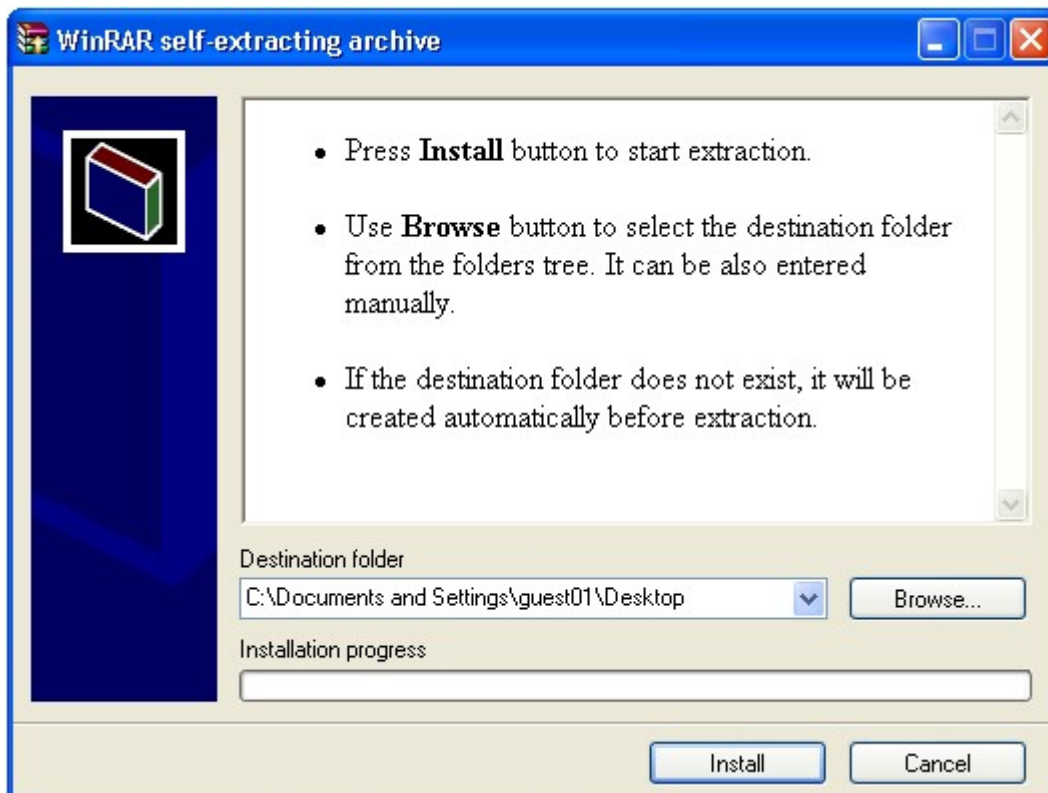 WinRAR self-extracting archive
• Press Install button to start extraction.
• Use Browse button to select the destination folder
from the folders tree. It can be also entered
manually.
• If the destination folder does not exist, it will be
created automatically before extraction.
Destination folder
C:\Documents and Settings\guest01\Desktop
Browse...
Installation progress
Install
Cancel